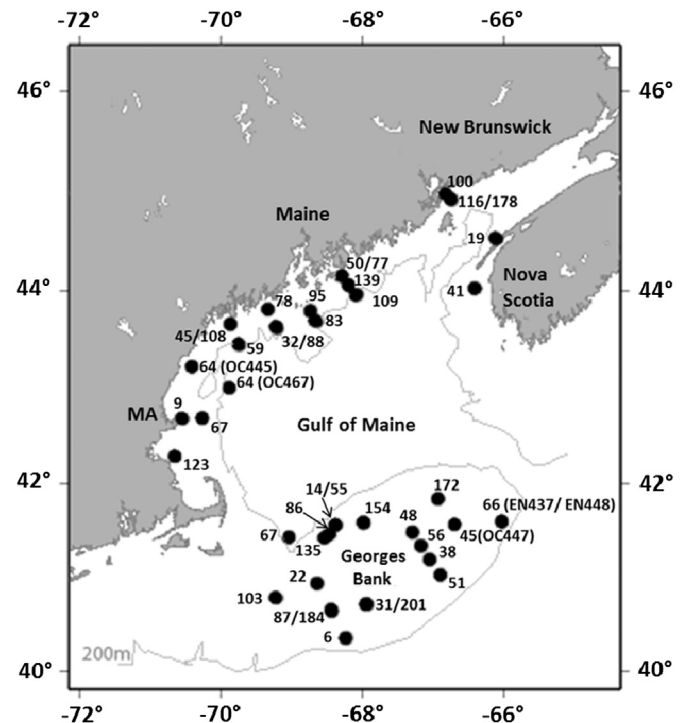 -72° -70° -68° -66°
46° 46°
New Brunswick
100
116/178
Maine
19
50/77
139
Nova
Scotia
44° 44°
41
109
78 95
83
45/108
32/88
59
64 (OC445)
64 (OC467)
9
MA
67
Gulf of Maine
123
42° 42°
14/55
172
86
154
66 (EN437/ EN448)
48
45(OC447)
67
56
135
38
Georges
Bank
51
22
103
31/201
87/184
6
200m
40° 40°
-72° -70° -68° -66°